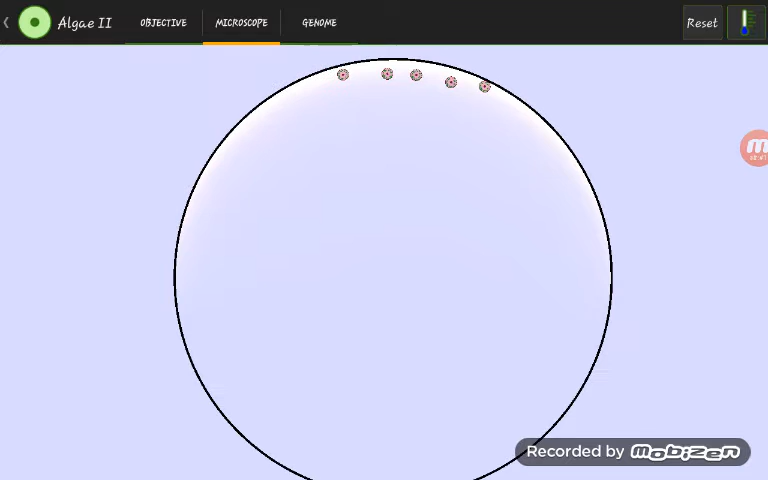 Algae II
OBJECTIVE
MICROSCOPE
GENOME
Reset
Recorded by mobizen